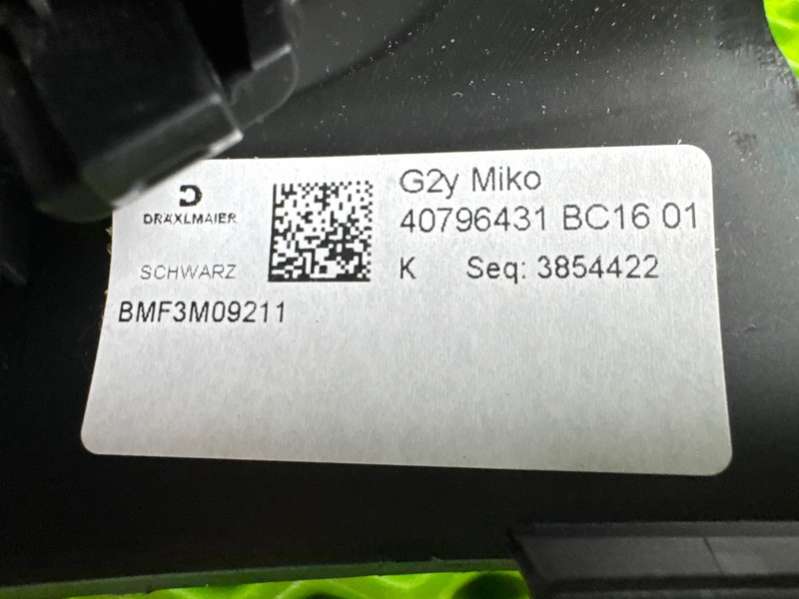 DRÄXLMAIER
SCHWARZ
BMF3M09211
G2y Miko
40796431 BC16 01
K Seq: 3854422